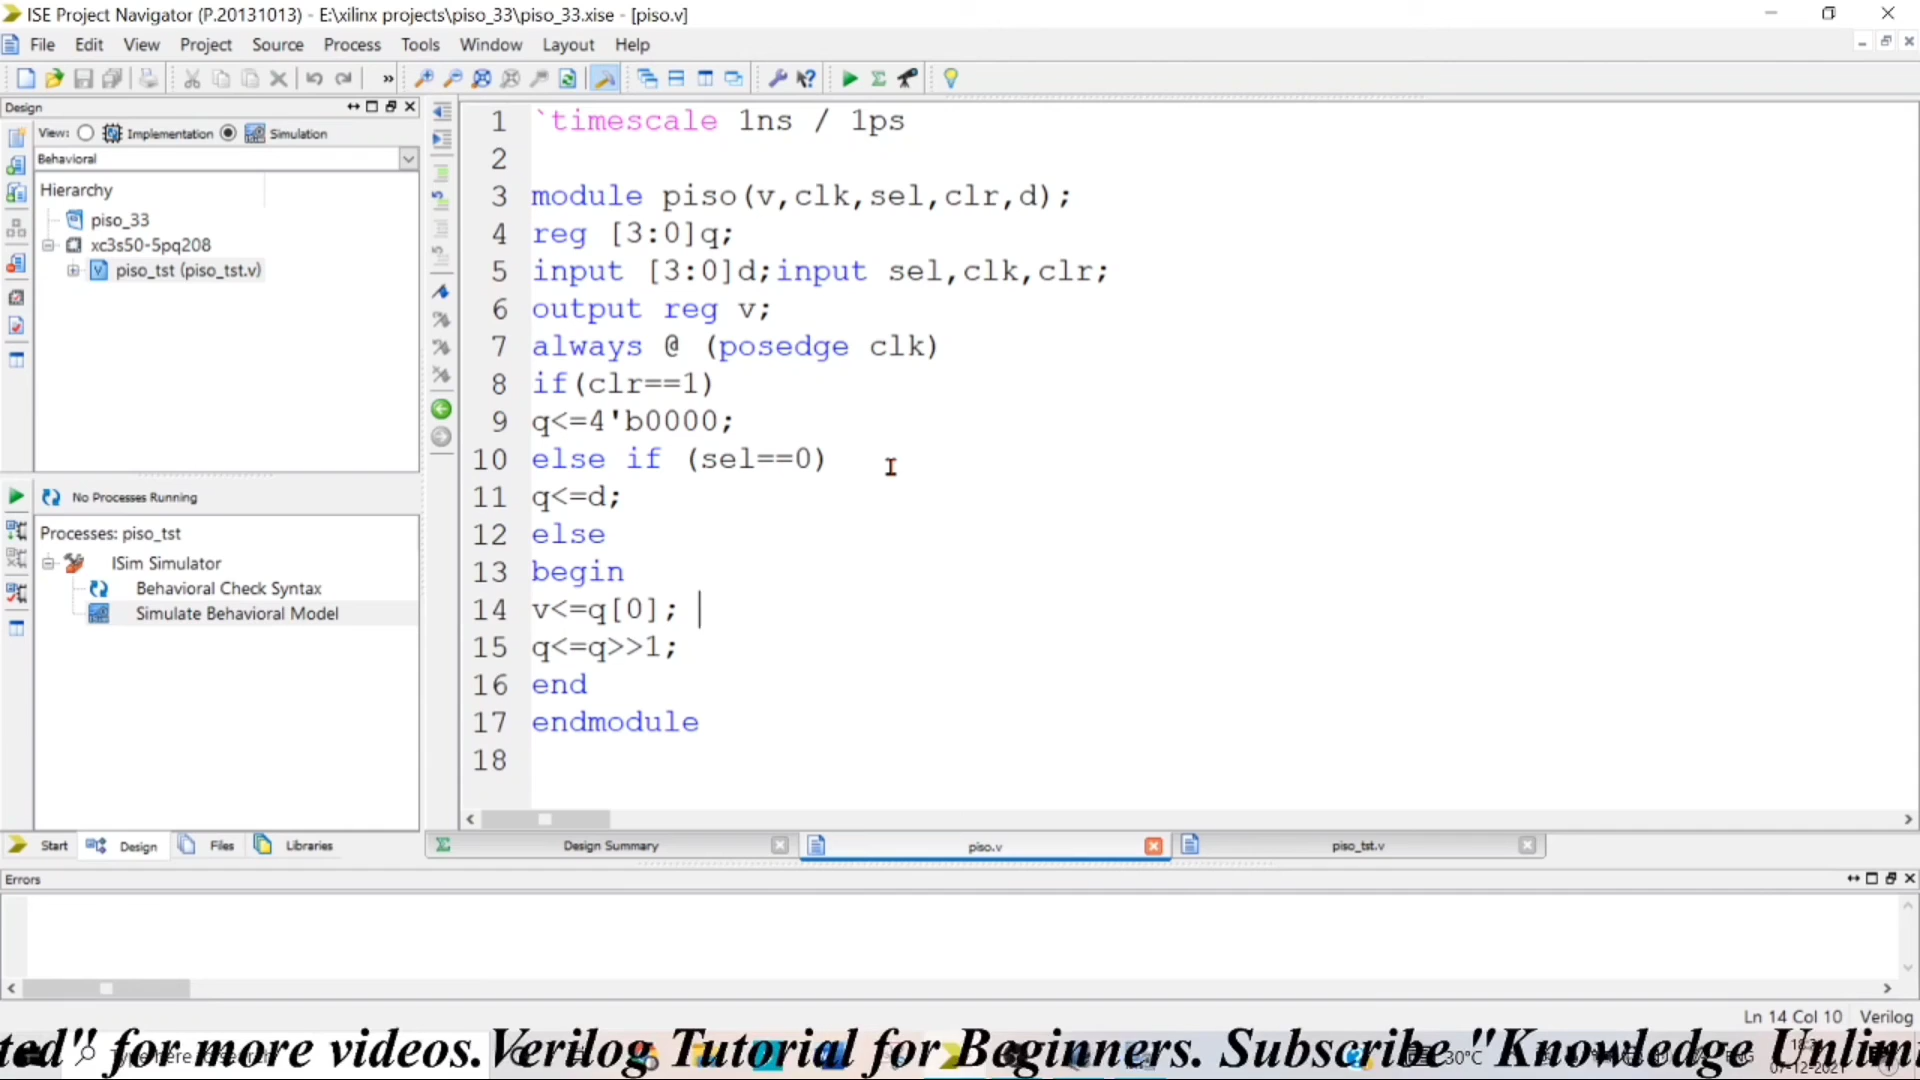 ISE Project Navigator (P.20131013) - E:\xilinx projects\piso_33\piso_33.xise - [piso.v]
File Edit View Project Source Process Tools Window Layout Help
Design
View: Implementation Simulation
Behavioral
Hierarchy
piso_33
xc3s50-5pq208
piso_tst (piso_tst.v)
No Processes Running
Processes: piso_tst
ISim Simulator
Behavioral Check Syntax
Simulate Behavioral Model
Start Design Files Libraries
1 `timescale 1ns / 1ps
2
3 module piso(v,clk,sel,clr,d);
4 reg [3:0]q;
5 input [3:0]d;input sel,clk,clr;
6 output reg v;
7 always @ (posedge clk)
8 if(clr==1)
9 q<=4'b0000;
10 else if (sel==0)
11 q<=d;
12 else
13 begin
14 v<=q[0];
15 q<=q>>1;
16 end
17 endmodule
18
Design Summary piso.v piso_tst.v
Errors
Ln 14 Col 10 Verilog
ted" for more videos. Verilog Tutorial for Beginners. Subscribe "Knowledge Unlim
30°C